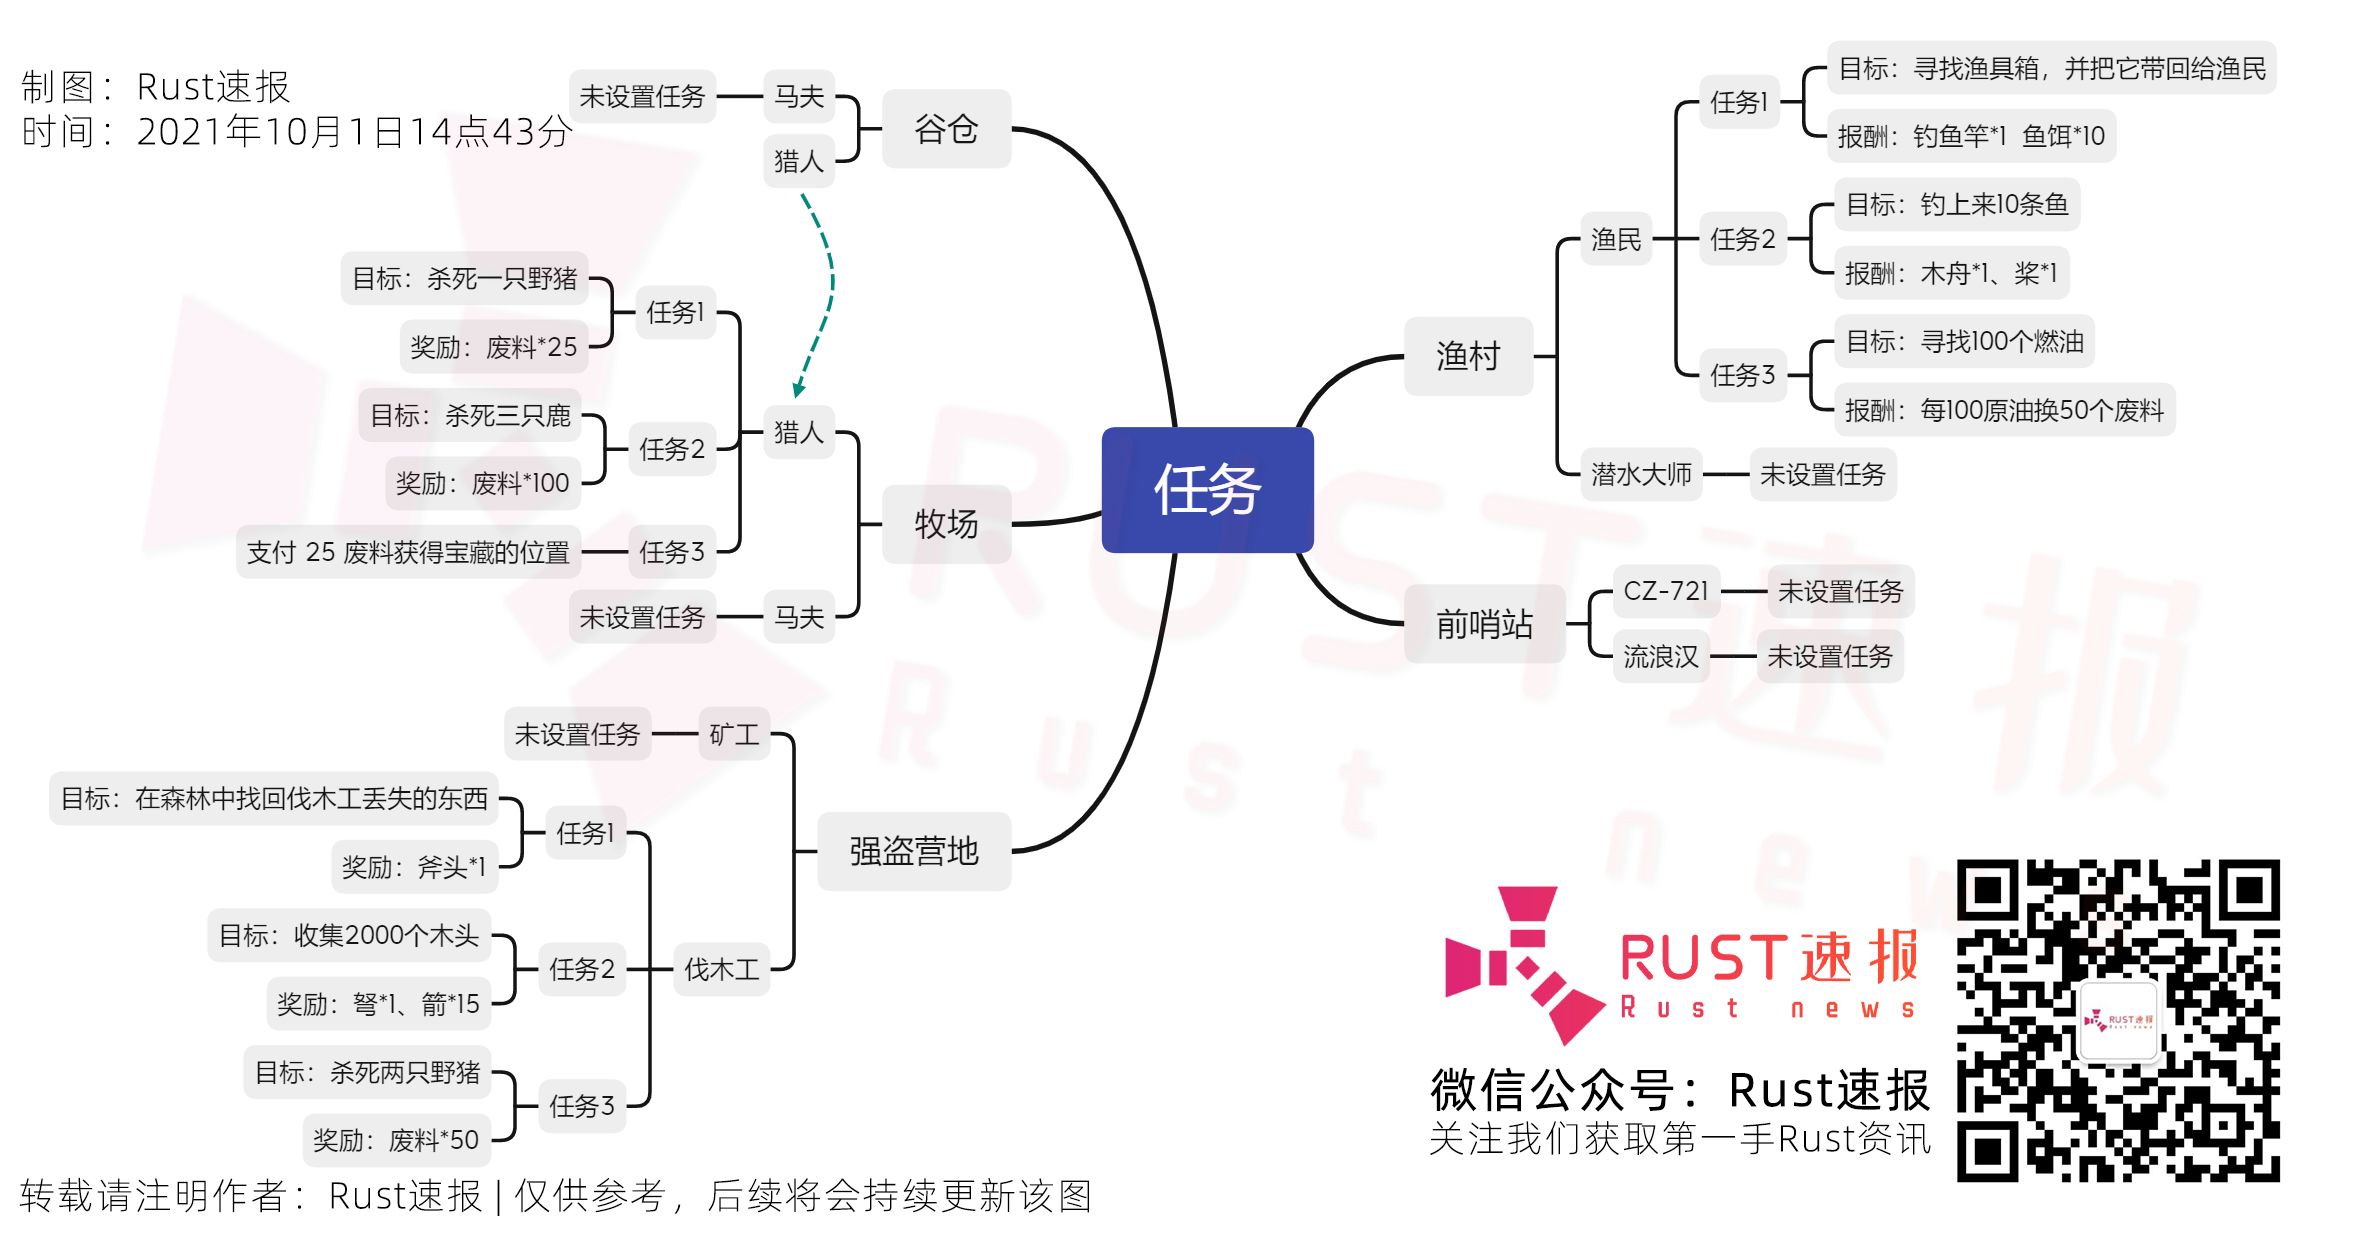 制图：Rust速报
时间：2021年10月1日14点43分
任务
谷仓
马夫
未设置任务
猎人
牧场
猎人
任务1
目标：杀死一只野猪
奖励：废料*25
任务2
目标：杀死三只鹿
奖励：废料*100
任务3
支付 25 废料获得宝藏的位置
马夫
未设置任务
强盗营地
矿工
未设置任务
伐木工
任务1
目标：在森林中找回伐木工丢失的东西
奖励：斧头*1
任务2
目标：收集2000个木头
奖励：弩*1、箭*15
任务3
目标：杀死两只野猪
奖励：废料*50
渔村
渔民
任务1
目标：寻找渔具箱，并把它带回给渔民
报酬：钓鱼竿*1 鱼饵*10
任务2
目标：钓上来10条鱼
报酬：木舟*1、桨*1
任务3
目标：寻找100个燃油
报酬：每100原油换50个废料
潜水大师
未设置任务
前哨站
CZ-721
未设置任务
流浪汉
未设置任务
RUST速报
Rust news
RUST速报
Rust news
RUST速报
Rust news
微信公众号：Rust速报
关注我们获取第一手Rust资讯
转载请注明作者：Rust速报 | 仅供参考，后续将会持续更新该图